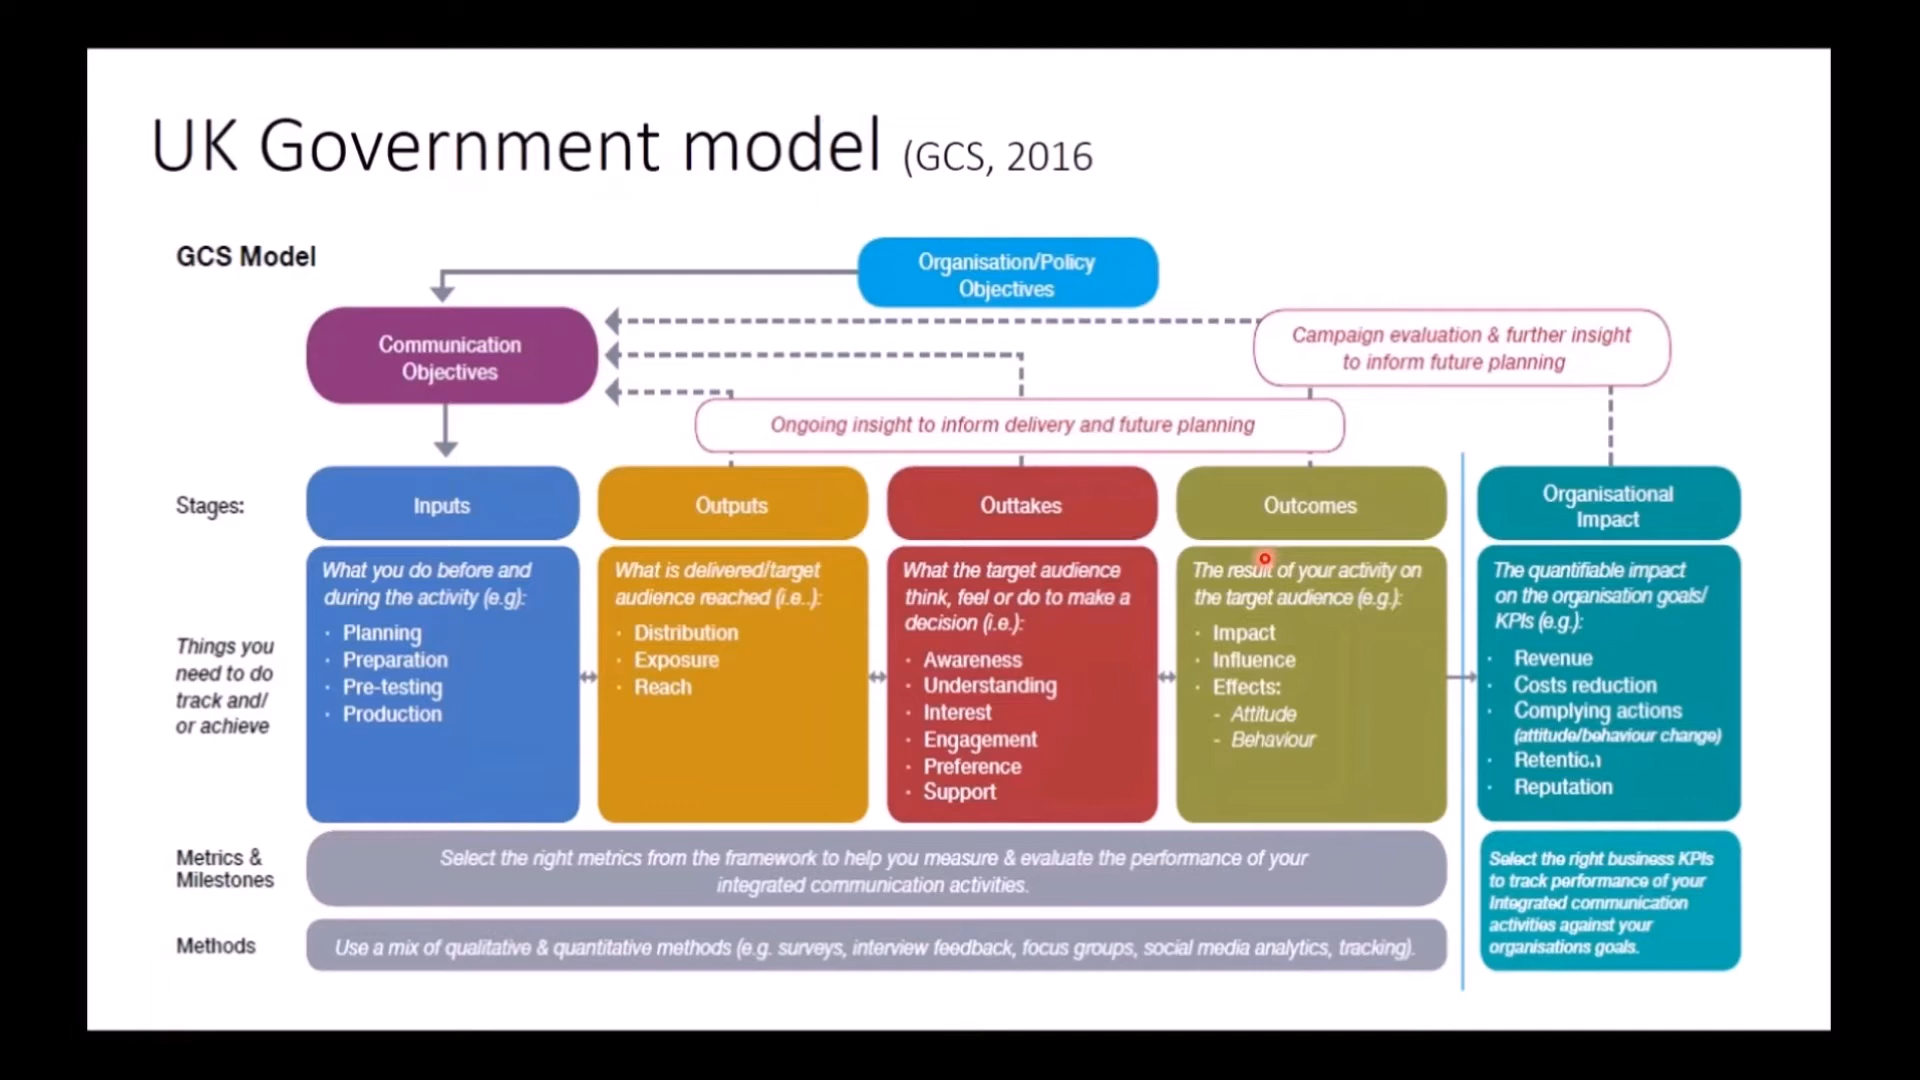 UK Government model (GCS, 2016
GCS Model
Organisation/Policy
Objectives
Communication
Objectives
Campaign evaluation & further insight
to inform future planning
Ongoing insight to inform delivery and future planning
Stages:
Inputs
Outputs
Outtakes
Outcomes
Organisational
Impact
Things you
need to do
track and/
or achieve
What you do before and
during the activity (e.g):
· Planning
· Preparation
· Pre-testing
· Production
What is delivered/target
audience reached (i.e..):
· Distribution
· Exposure
· Reach
What the target audience
think, feel or do to make a
decision (i.e.):
· Awareness
· Understanding
· Interest
· Engagement
· Preference
· Support
The result of your activity on
the target audience (e.g.):
· Impact
· Influence
· Effects:
- Attitude
- Behaviour
The quantifiable impact
on the organisation goals/
KPIs (e.g.):
· Revenue
· Costs reduction
· Complying actions
(attitude/behaviour change)
· Retention
· Reputation
Metrics &
Milestones
Select the right metrics from the framework to help you measure & evaluate the performance of your
integrated communication activities.
Select the right business KPIs
to track performance of your
Integrated communication
activities against your
organisations goals.
Methods
Use a mix of qualitative & quantitative methods (e.g. surveys, interview feedback, focus groups, social media analytics, tracking).